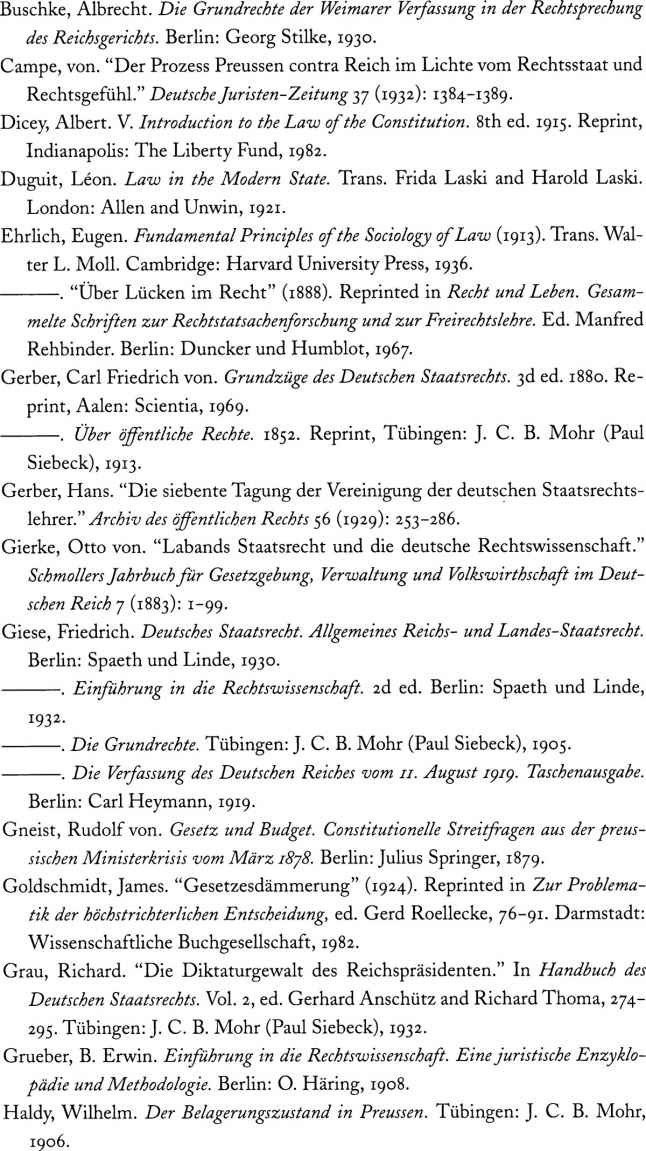 Buschke, Albrecht. Die Grundrechte der Weimarer Verfassung in der Rechtsprechung
des Reichsgerichts. Berlin: Georg Stilke, 1930.
Campe, von. “Der Prozess Preussen contra Reich im Lichte vom Rechtsstaat und
Rechtsgefühl.” Deutsche Juristen-Zeitung 37 (1932): 1384–1389.
Dicey, Albert. V. Introduction to the Law of the Constitution. 8th ed. 1915. Reprint,
Indianapolis: The Liberty Fund, 1982.
Duguit, Léon. Law in the Modern State. Trans. Frida Laski and Harold Laski.
London: Allen and Unwin, 1921.
Ehrlich, Eugen. Fundamental Principles of the Sociology of Law (1913). Trans. Wal-
ter L. Moll. Cambridge: Harvard University Press, 1936.
———. “Über Lücken im Recht” (1888). Reprinted in Recht und Leben. Gesam-
melte Schriften zur Rechtstatsachenforschung und zur Freirechtslehre. Ed. Manfred
Rehbinder. Berlin: Duncker und Humblot, 1967.
Gerber, Carl Friedrich von. Grundzüge des Deutschen Staatsrechts. 3d ed. 1880. Re-
print, Aalen: Scientia, 1969.
———. Über öffentliche Rechte. 1852. Reprint, Tübingen: J. C. B. Mohr (Paul
Siebeck), 1913.
Gerber, Hans. “Die siebente Tagung der Vereinigung der deutschen Staatsrechts-
lehrer.” Archiv des öffentlichen Rechts 56 (1929): 253–286.
Gierke, Otto von. “Labands Staatsrecht und die deutsche Rechtswissenschaft.”
Schmollers Jahrbuch für Gesetzgebung, Verwaltung und Volkswirthschaft im Deut-
schen Reich 7 (1883): 1–99.
Giese, Friedrich. Deutsches Staatsrecht. Allgemeines Reichs- und Landes-Staatsrecht.
Berlin: Spaeth und Linde, 1930.
———. Einführung in die Rechtswissenschaft. 2d ed. Berlin: Spaeth und Linde,
1932.
———. Die Grundrechte. Tübingen: J. C. B. Mohr (Paul Siebeck), 1905.
———. Die Verfassung des Deutschen Reiches vom 11. August 1919. Taschenausgabe.
Berlin: Carl Heymann, 1919.
Gneist, Rudolf von. Gesetz und Budget. Constitutionelle Streitfragen aus der preus-
sischen Ministerkrisis vom März 1878. Berlin: Julius Springer, 1879.
Goldschmidt, James. “Gesetzesdämmerung” (1924). Reprinted in Zur Problema-
tik der höchstrichterlichen Entscheidung, ed. Gerd Roellecke, 76–91. Darmstadt:
Wissenschaftliche Buchgesellschaft, 1982.
Grau, Richard. “Die Diktaturgewalt des Reichspräsidenten.” In Handbuch des
Deutschen Staatsrechts. Vol. 2, ed. Gerhard Anschütz and Richard Thoma, 274–
295. Tübingen: J. C. B. Mohr (Paul Siebeck), 1932.
Grueber, B. Erwin. Einführung in die Rechtswissenschaft. Eine juristische Enzyklo-
pädie und Methodologie. Berlin: O. Häring, 1908.
Haldy, Wilhelm. Der Belagerungszustand in Preussen. Tübingen: J. C. B. Mohr,
1906.